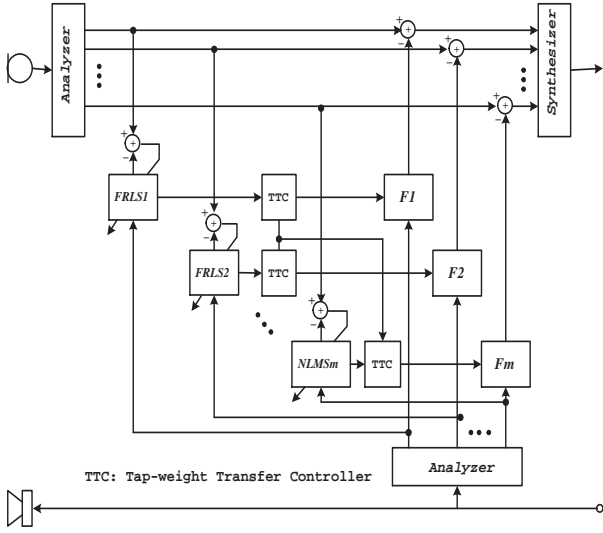 Analyzer
Synthesizer
+
−
+
−
+
−
+
−
FRLS1
TTC
F1
+
−
FRLS2
TTC
F2
+
−
NLMSm
TTC
Fm
TTC: Tap-weight Transfer Controller
Analyzer